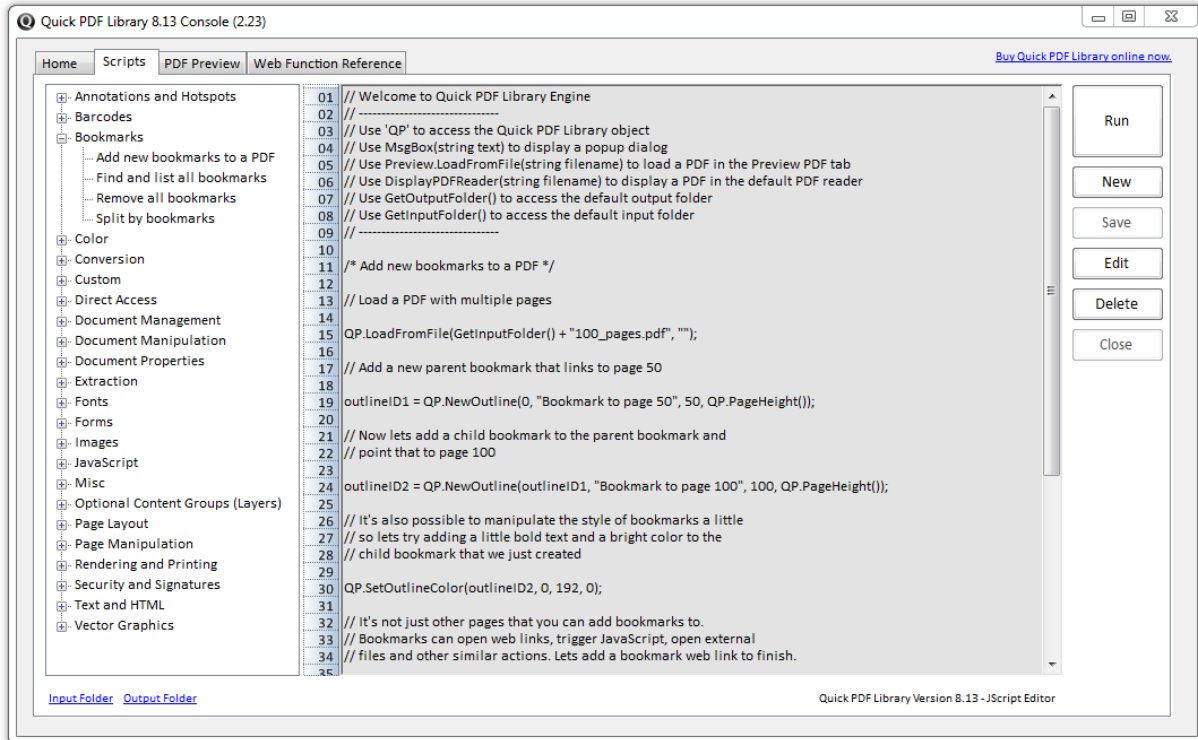 Quick PDF Library 8.13 Console (2.23)
Home Scripts PDF Preview Web Function Reference
Buy Quick PDF Library online now.
Annotations and Hotspots
Barcodes
Bookmarks
Add new bookmarks to a PDF
Find and list all bookmarks
Remove all bookmarks
Split by bookmarks
Color
Conversion
Custom
Direct Access
Document Management
Document Manipulation
Document Properties
Extraction
Fonts
Forms
Images
JavaScript
Misc
Optional Content Groups (Layers)
Page Layout
Page Manipulation
Rendering and Printing
Security and Signatures
Text and HTML
Vector Graphics
01 // Welcome to Quick PDF Library Engine
02 // -------------------------------
03 // Use 'QP' to access the Quick PDF Library object
04 // Use MsgBox(string text) to display a popup dialog
05 // Use Preview.LoadFromFile(string filename) to load a PDF in the Preview PDF tab
06 // Use DisplayPDFReader(string filename) to display a PDF in the default PDF reader
07 // Use GetOutputFolder() to access the default output folder
08 // Use GetInputFolder() to access the default input folder
09 // -------------------------------
10
11 /* Add new bookmarks to a PDF */
12
13 // Load a PDF with multiple pages
14
15 QP.LoadFromFile(GetInputFolder() + "100_pages.pdf", "");
16
17 // Add a new parent bookmark that links to page 50
18
19 outlineID1 = QP.NewOutline(0, "Bookmark to page 50", 50, QP.PageHeight());
20
21 // Now lets add a child bookmark to the parent bookmark and
22 // point that to page 100
23
24 outlineID2 = QP.NewOutline(outlineID1, "Bookmark to page 100", 100, QP.PageHeight());
25
26 // It's also possible to manipulate the style of bookmarks a little
27 // so lets try adding a little bold text and a bright color to the
28 // child bookmark that we just created
29
30 QP.SetOutlineColor(outlineID2, 0, 192, 0);
31
32 // It's not just other pages that you can add bookmarks to.
33 // Bookmarks can open web links, trigger JavaScript, open external
34 // files and other similar actions. Lets add a bookmark web link to finish.
35
Run
New
Save
Edit
Delete
Close
Input Folder Output Folder
Quick PDF Library Version 8.13 - JScript Editor